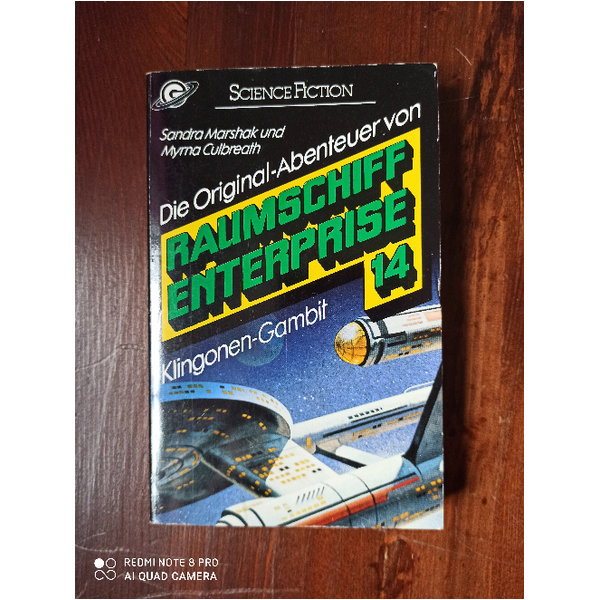 SCIENCE FICTION
Sandra Marshak und
Myrna Culbreath
Die Original-Abenteuer von
RAUMSCHIFF
ENTERPRISE
14
Klingonen-Gambit
REDMI NOTE 8 PRO
AI QUAD CAMERA